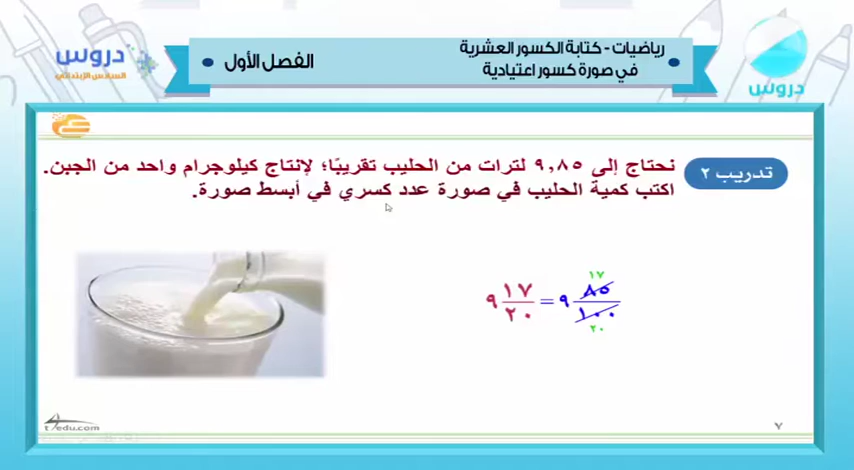 رياضيات - كتابة الكسور العشرية
في صورة كسور اعتيادية
الفصل الأول
دروس
السادس الابتدائي
دروس
تدريب ٢
نحتاج إلى ٩,٨٥ لترات من الحليب تقريبًا؛ لإنتاج كيلوجرام واحد من الجبن.
اكتب كمية الحليب في صورة عدد كسري في أبسط صورة.
١٧
٩ ٨٥/١٠٠ = ٩ ١٧/٢٠
٢٠
t4edu.com
٧